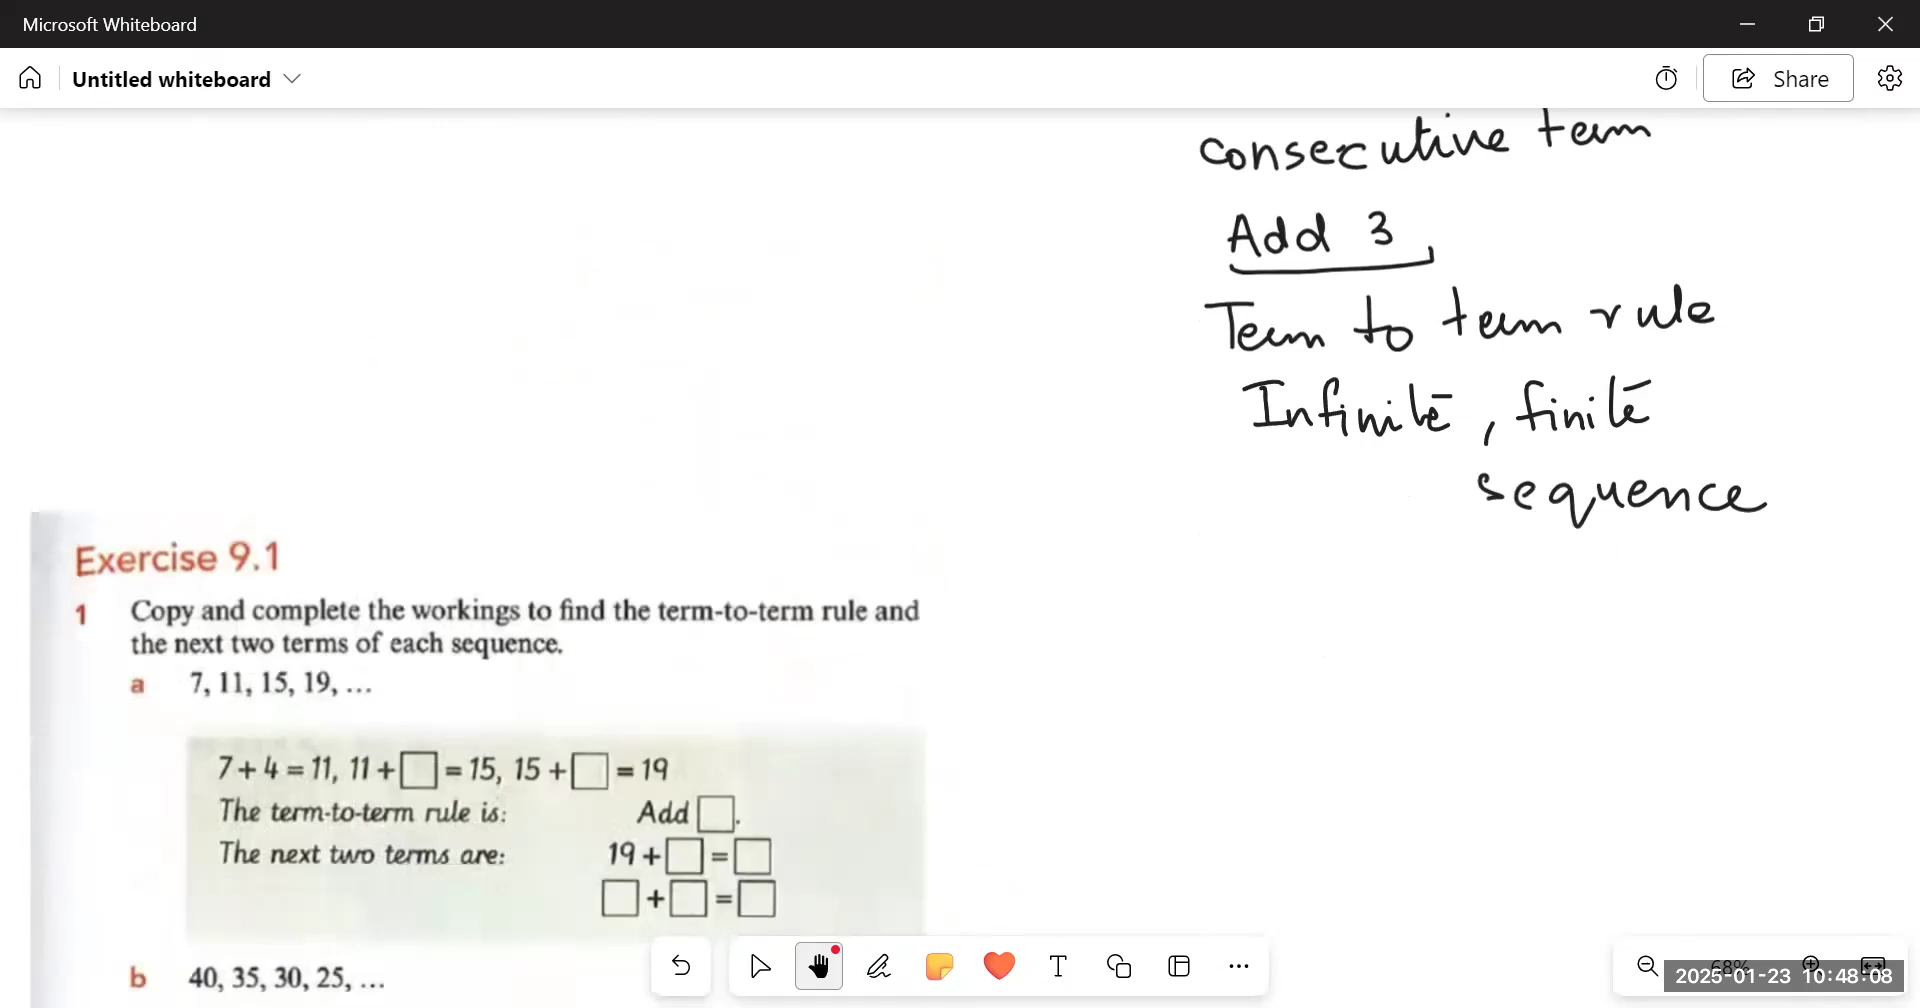 Microsoft Whiteboard
Untitled whiteboard
Share
consecutive term
Add 3
Term to term rule
Infinite, finite
sequence
Exercise 9.1
1 Copy and complete the workings to find the term-to-term rule and
the next two terms of each sequence.
a 7, 11, 15, 19, ...
7 + 4 = 11, 11 + □ = 15, 15 + □ = 19
The term-to-term rule is: Add □.
The next two terms are: 19 + □ = □
□ + □ = □
b 40, 35, 30, 25, ...
T
68%
2025-01-23 10:48:08